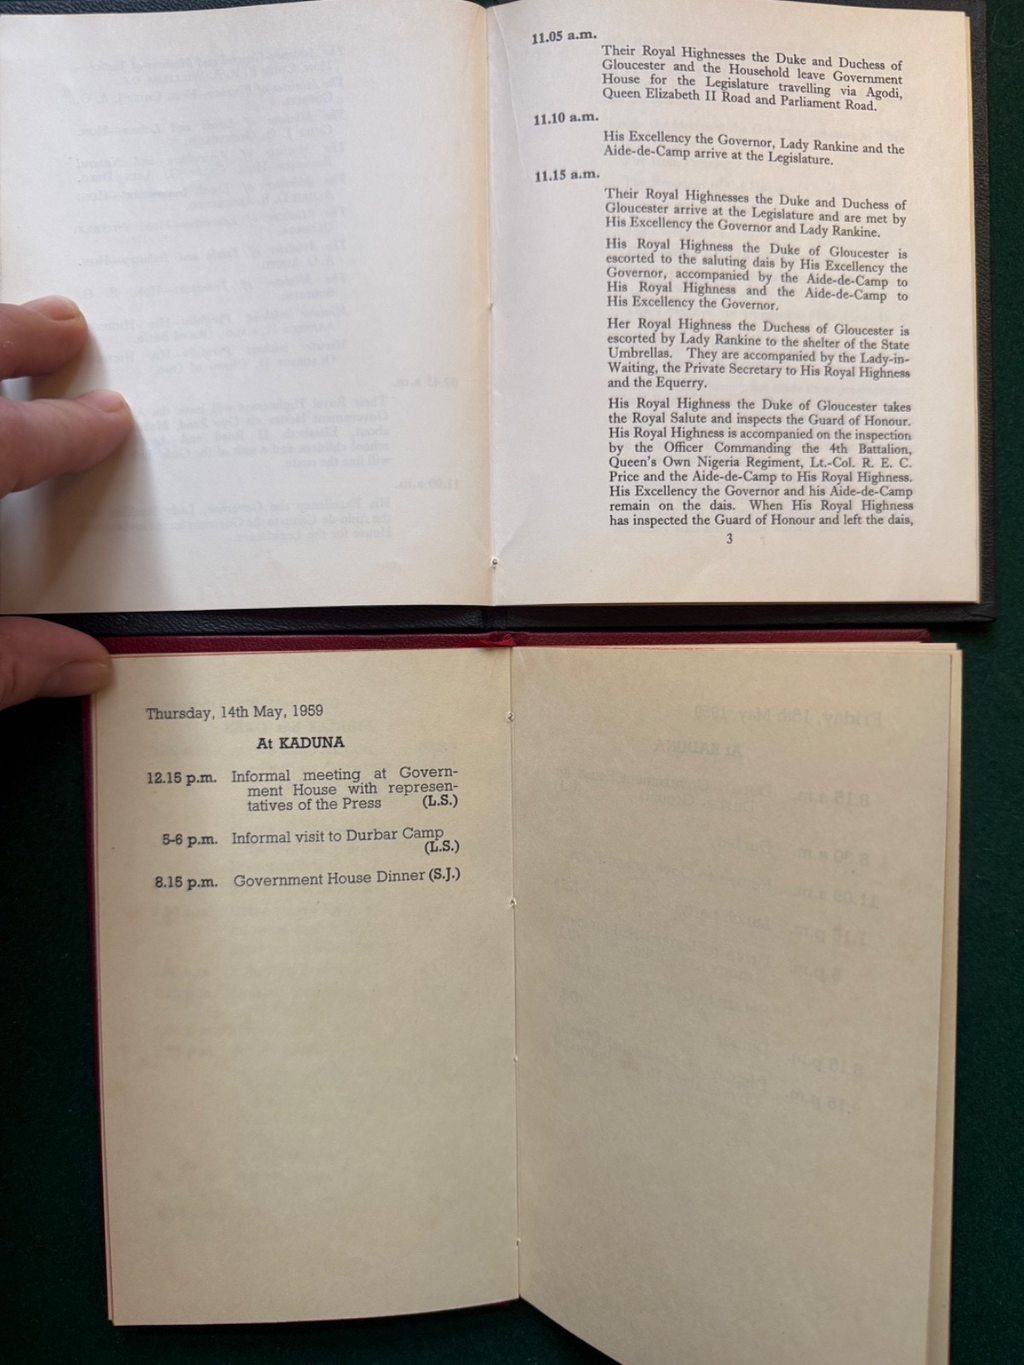 11.05 a.m.
Their Royal Highnesses the Duke and Duchess of
Gloucester and the Household leave Government
House for the Legislature travelling via Agodi,
Queen Elizabeth II Road and Parliament Road.
11.10 a.m.
His Excellency the Governor, Lady Rankine and the
Aide-de-Camp arrive at the Legislature.
11.15 a.m.
Their Royal Highnesses the Duke and Duchess of
Gloucester arrive at the Legislature and are met by
His Excellency the Governor and Lady Rankine.
His Royal Highness the Duke of Gloucester is
escorted to the saluting dais by His Excellency the
Governor, accompanied by the Aide-de-Camp to
His Royal Highness and the Aide-de-Camp to
His Excellency the Governor.
Her Royal Highness the Duchess of Gloucester is
escorted by Lady Rankine to the shelter of the State
Umbrellas. They are accompanied by the Lady-in-
Waiting, the Private Secretary to His Royal Highness
and the Equerry.
His Royal Highness the Duke of Gloucester takes
the Royal Salute and inspects the Guard of Honour.
His Royal Highness is accompanied on the inspection
by the Officer Commanding the 4th Battalion,
Queen's Own Nigeria Regiment, Lt.-Col. R. E. C.
Price and the Aide-de-Camp to His Royal Highness.
His Excellency the Governor and his Aide-de-Camp
remain on the dais. When His Royal Highness
has inspected the Guard of Honour and left the dais,
3
Thursday, 14th May, 1959
At KADUNA
12.15 p.m. Informal meeting at Govern-
ment House with represen-
tatives of the Press (L.S.)
5-6 p.m. Informal visit to Durbar Camp
(L.S.)
8.15 p.m. Government House Dinner (S.J.)